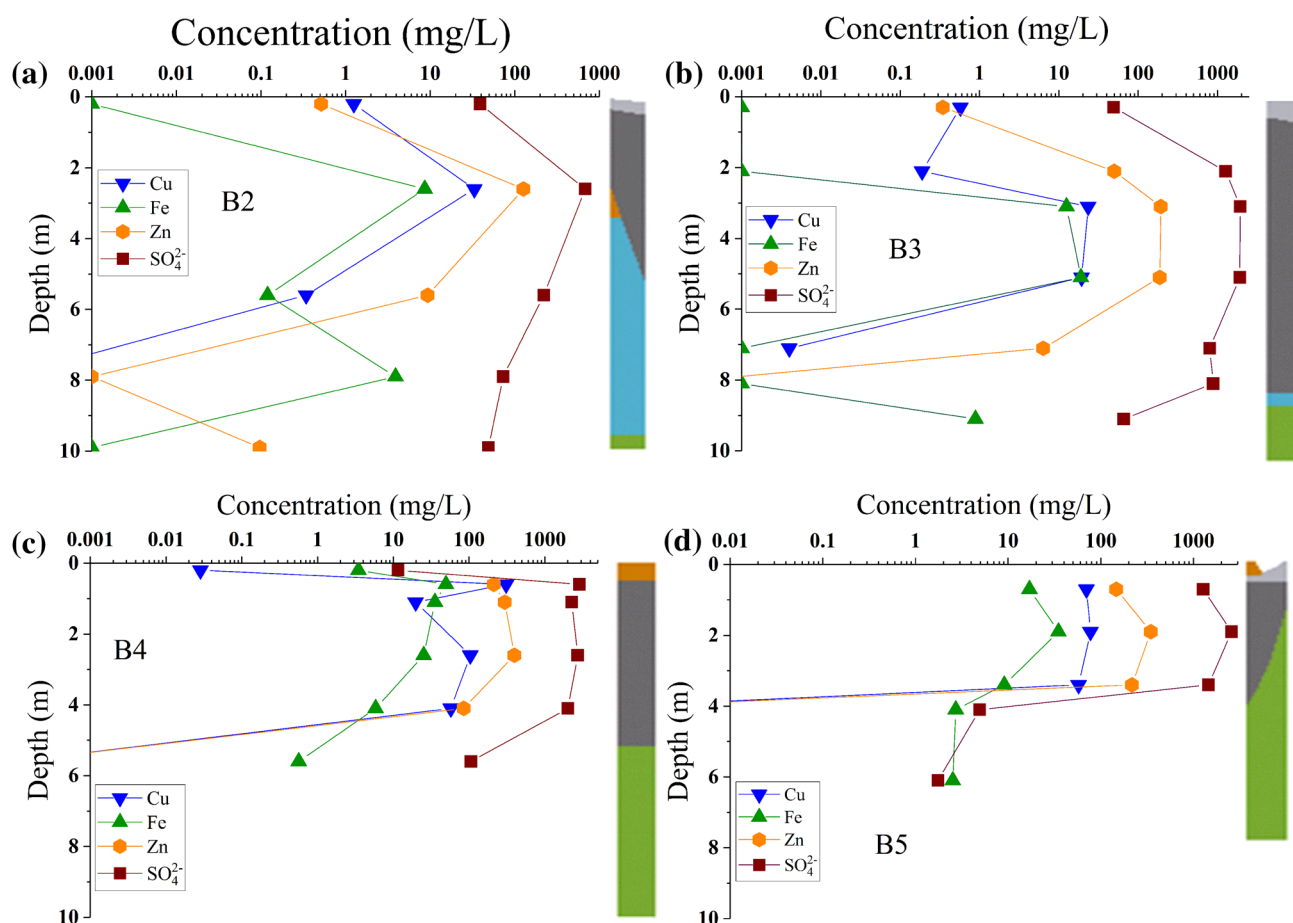 Concentration (mg/L)
(a)
0.001 0.01 0.1 1 10 100 1000
0
2
4
6
8
10
Depth (m)
Cu
Fe
Zn
SO₄²⁻
B2
Concentration (mg/L)
(b)
0.001 0.1 1 10 100 1000
0
2
4
6
8
10
Depth (m)
Cu
Fe
Zn
SO₄²⁻
B3
Concentration (mg/L)
(c)
0.001 0.1 1 10 100 1000
0
2
4
6
8
10
Depth (m)
B4
Cu
Fe
Zn
SO₄²⁻
Concentration (mg/L)
(d)
0.01 0.1 1 10 100 1000
0
2
4
6
8
10
Depth (m)
Cu
Fe
Zn
SO₄²⁻
B5